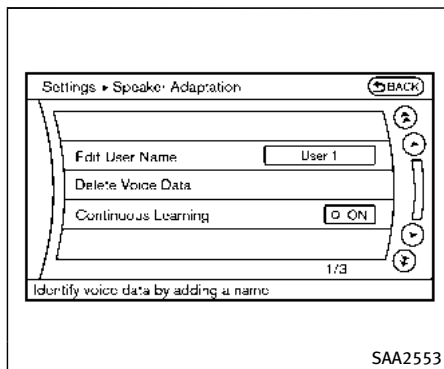 Settings ▸ Speaker Adaptation
BACK
Edit User Name
User 1
Delete Voice Data
Continuous Learning
ON
1/3
Identify voice data by adding a name
SAA2553